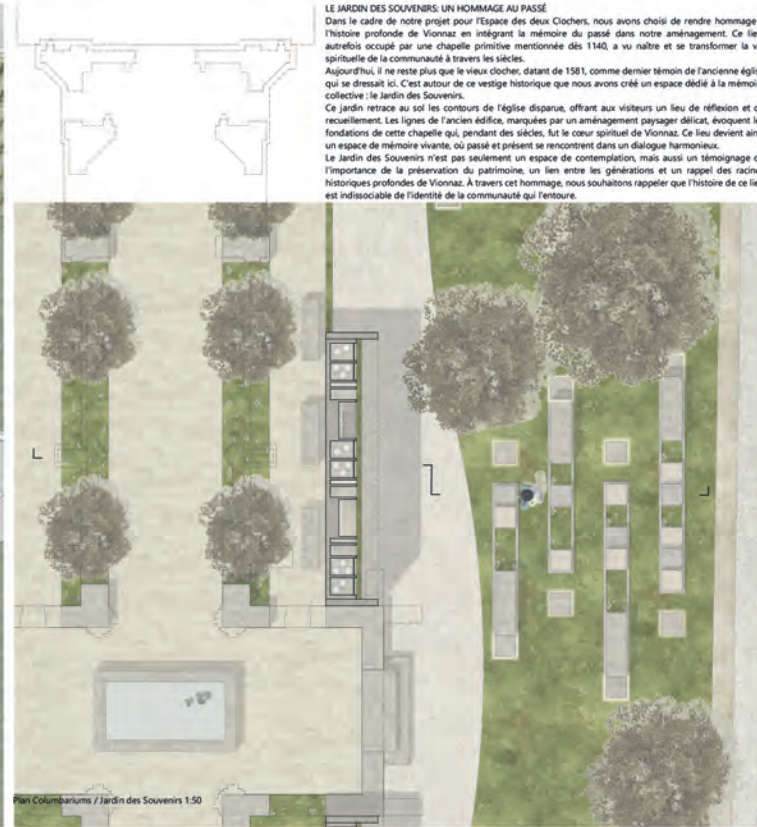 LE JARDIN DES SOUVENIRS: UN HOMMAGE AU PASSÉ
Dans le cadre de notre projet pour l'Espace des deux Clochers, nous avons choisi de rendre hommage
l'histoire profonde de Vionnaz en intégrant la mémoire du passé dans notre aménagement. Ce lie
autrefois occupé par une chapelle primitive mentionnée dès 1140, a vu naître et se transformer la v
spirituelle de la communauté à travers les siècles.
Aujourd'hui, il ne reste plus que le vieux clocher, datant de 1581, comme dernier témoin de l'ancienne églis
qui se dressait ici. C'est autour de ce vestige historique que nous avons créé un espace dédié à la mémoir
collective : le Jardin des Souvenirs.
Ce jardin retrace au sol les contours de l'église disparue, offrant aux visiteurs un lieu de réflexion et d
recueillement. Les lignes de l'ancien édifice, marquées par un aménagement paysager délicat, évoquent le
fondations de cette chapelle qui, pendant des siècles, fut le cœur spirituel de Vionnaz. Ce lieu devient ain
un espace de mémoire vivante, où passé et présent se rencontrent dans un dialogue harmonieux.
Le Jardin des Souvenirs n'est pas seulement un espace de contemplation, mais aussi un témoignage d
l'importance de la préservation du patrimoine, un lien entre les générations et un rappel des racine
historiques profondes de Vionnaz. À travers cet hommage, nous souhaitons rappeler que l'histoire de ce lie
est indissociable de l'identité de la communauté qui l'entoure.
Plan Columbariums / Jardin des Souvenirs 1:50